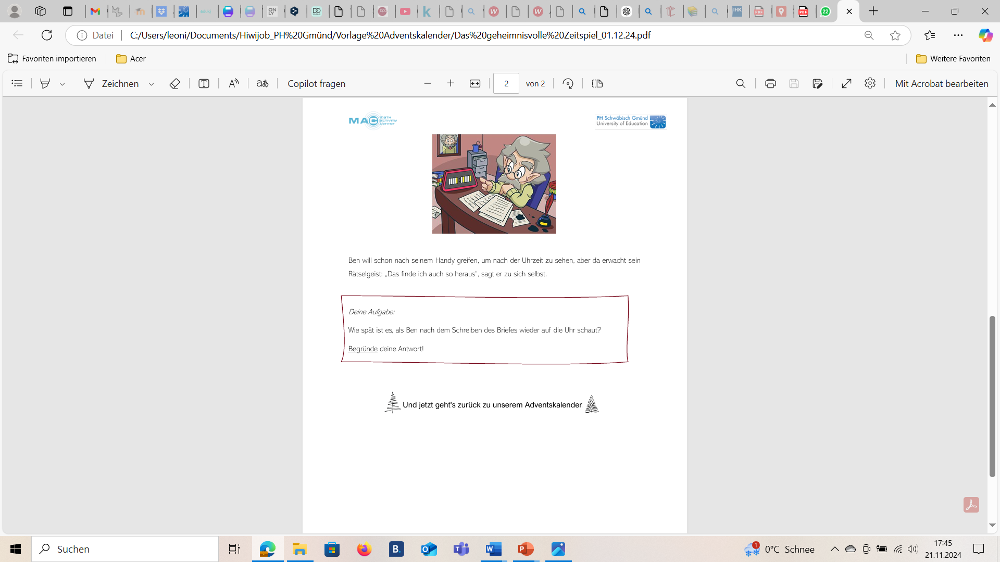 22
Datei
C:/Users/leoni/Documents/Hiwijob_PH%20Gmünd/Vorlage%20Adventskalender/Das%20geheimnisvolle%20Zeitspiel_01.12.24.pdf
Favoriten importieren
Acer
Weitere Favoriten
Zeichnen
Copilot fragen
2 von 2
Mit Acrobat bearbeiten
MAC math activity center
PH Schwäbisch Gmünd
University of Education
Ben will schon nach seinem Handy greifen, um nach der Uhrzeit zu sehen, aber da erwacht sein
Rätselgeist: „Das finde ich auch so heraus“, sagt er zu sich selbst.
Deine Aufgabe:
Wie spät ist es, als Ben nach dem Schreiben des Briefes wieder auf die Uhr schaut?
Begründe deine Antwort!
Und jetzt geht's zurück zu unserem Adventskalender
Suchen
1
0°C Schnee
17:45
21.11.2024